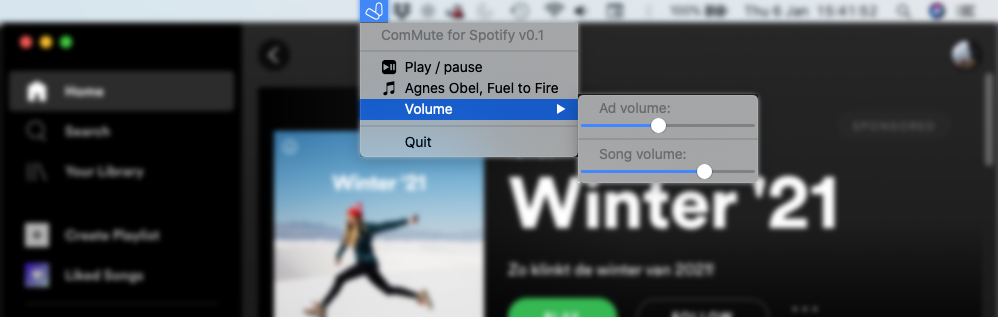 100%
Thu 6 Jan 15:41:52
ComMute for Spotify v0.1
Play / pause
Agnes Obel, Fuel to Fire
Volume
Quit
Ad volume:
Song volume:
Home
Search
Your Library
Create Playlist
Liked Songs
SPONSORED
Winter '21
Winter '21
Zo klinkt de winter van 2021!
PLAY
FOLLOW